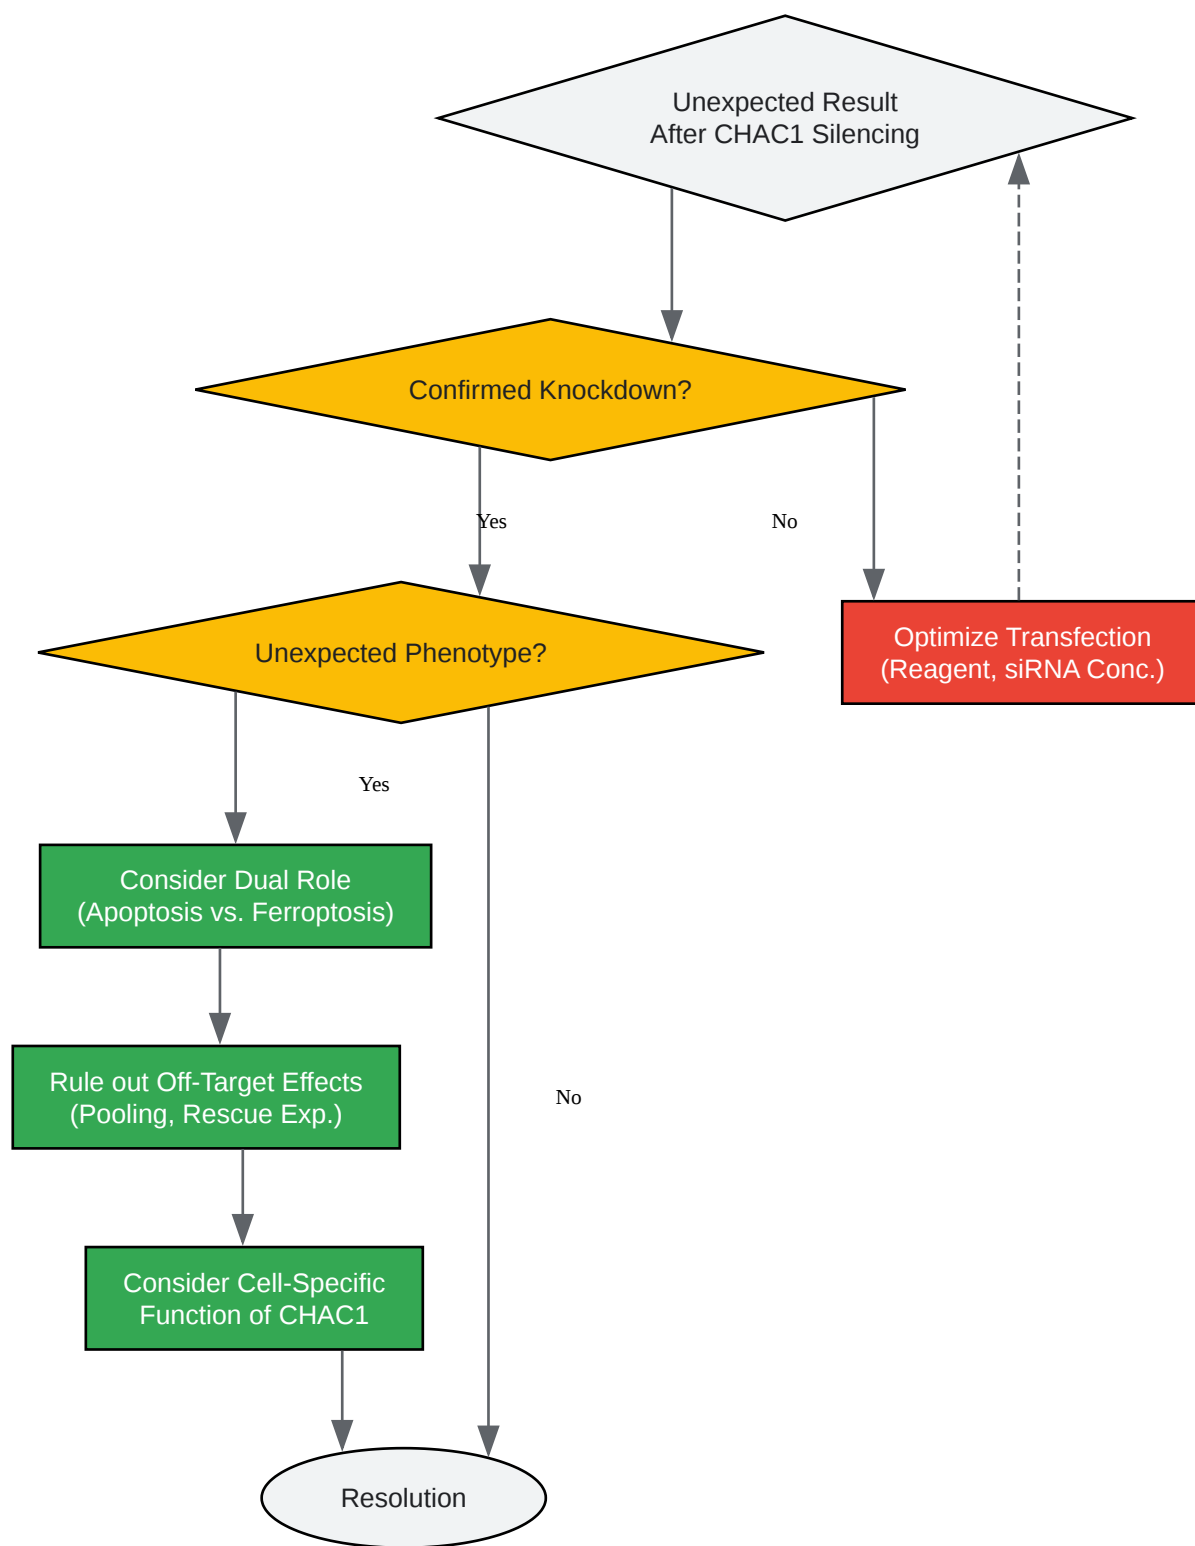 Unexpected Result
After CHAC1 Silencing
Confirmed Knockdown?
Yes
No
Unexpected Phenotype?
Optimize Transfection
(Reagent, siRNA Conc.)
Yes
Consider Dual Role
(Apoptosis vs. Ferroptosis)
Rule out Off-Target Effects
(Pooling, Rescue Exp.)
No
Consider Cell-Specific
Function of CHAC1
Resolution